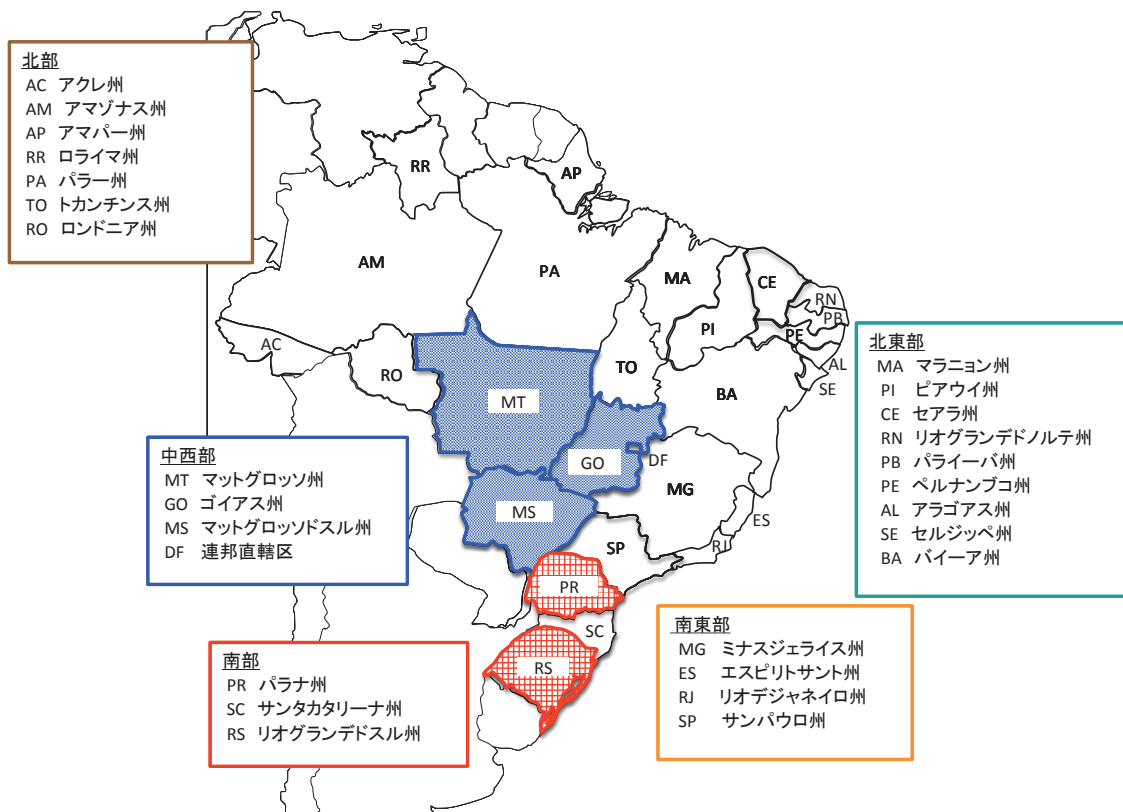 北部
AC アクレ州
AM アマゾナス州
AP アマパー州
RR ロライマ州
PA パラー州
TO トカンチンス州
RO ロンドニア州
RR
AP
AM
PA
MA
CE
RN
PB
PI
PE
AL
SE
AC
RO
TO
BA
MT
GO
DF
MG
MS
ES
RJ
SP
PR
SC
RS
北東部
MA マラニョン州
PI ピアウイ州
CE セアラ州
RN リオグランデドノルテ州
PB パライーバ州
PE ペルナンブコ州
AL アラゴアス州
SE セルジッペ州
BA バイーア州
中西部
MT マットグロッソ州
GO ゴイアス州
MS マットグロッソドスル州
DF 連邦直轄区
南部
PR パラナ州
SC サンタカタリーナ州
RS リオグランデドスル州
南東部
MG ミナスジェライス州
ES エスピリトサント州
RJ リオデジャネイロ州
SP サンパウロ州